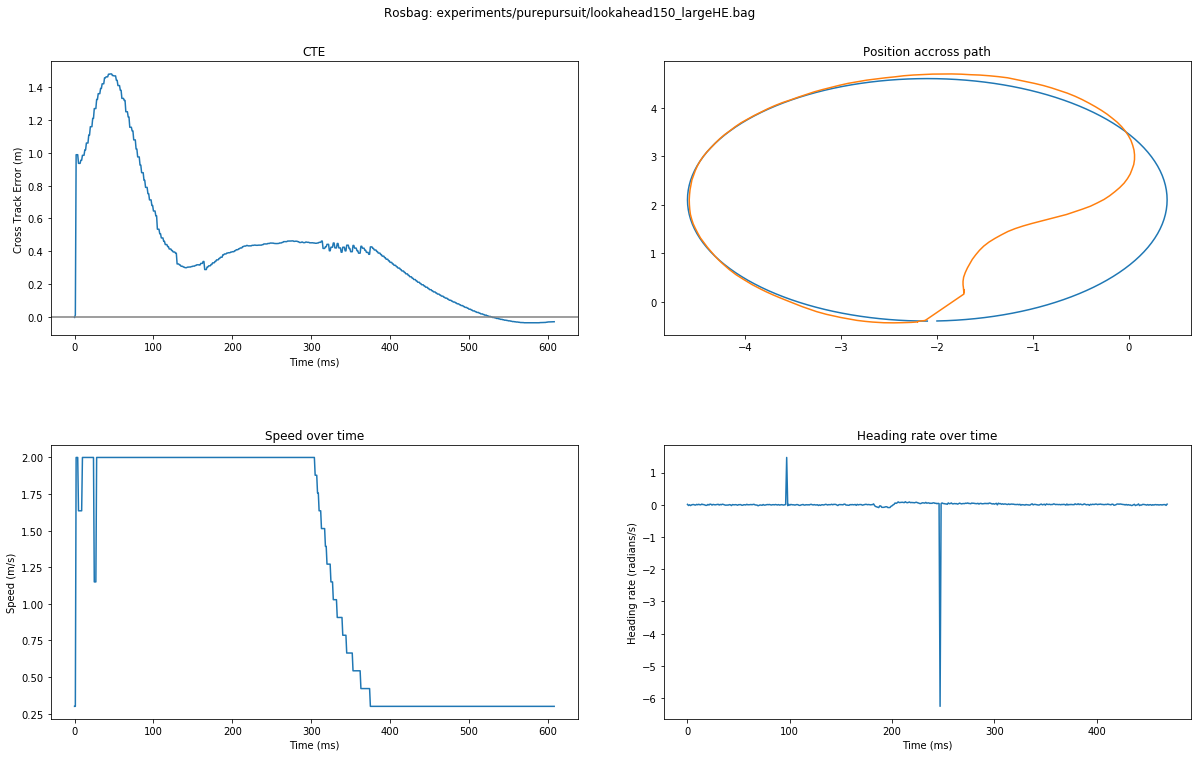 Rosbag: experiments/purepursuit/lookahead150_largeHE.bag
CTE
Cross Track Error (m)
1.4
1.2
1.0
0.8
0.6
0.4
0.2
0.0
0 100 200 300 400 500 600
Time (ms)
Position accross path
4
3
2
1
0
−4 −3 −2 −1 0
Speed over time
Speed (m/s)
2.00
1.75
1.50
1.25
1.00
0.75
0.50
0.25
0 100 200 300 400 500 600
Time (ms)
Heading rate over time
Heading rate (radians/s)
1
0
−1
−2
−3
−4
−5
−6
0 100 200 300 400
Time (ms)